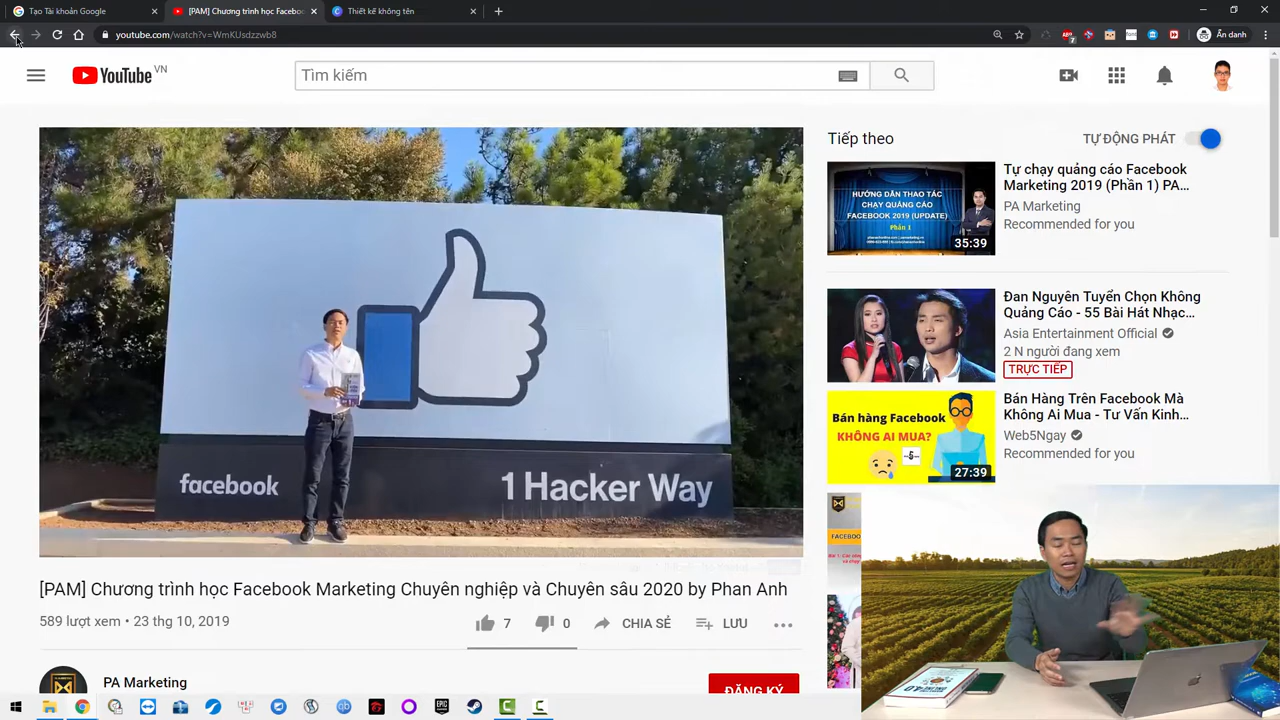 Tạo Tài khoản Google
[PAM] Chương trình học Faceboo
Thiết kế không tên
youtube.com/watch?v=WmKUsdzzwb8
Ẩn danh
YouTube VN
Tìm kiếm
facebook
1 Hacker Way
[PAM] Chương trình học Facebook Marketing Chuyên nghiệp và Chuyên sâu 2020 by Phan Anh
589 lượt xem • 23 thg 10, 2019
7
0
CHIA SẺ
LƯU
PA Marketing
ĐĂNG KÝ
Tiếp theo
TỰ ĐỘNG PHÁT
HƯỚNG DẪN THAO TÁC
CHẠY QUẢNG CÁO
FACEBOOK 2019 (UPDATE)
Phần 1
35:39
Tự chạy quảng cáo Facebook
Marketing 2019 (Phần 1) PA...
PA Marketing
Recommended for you
Đan Nguyên Tuyển Chọn Không
Quảng Cáo - 55 Bài Hát Nhạc...
Asia Entertainment Official
2 N người đang xem
TRỰC TIẾP
Bán hàng Facebook
KHÔNG AI MUA?
27:39
Bán Hàng Trên Facebook Mà
Không Ai Mua - Tư Vấn Kinh...
Web5Ngay
Recommended for you
FACEBOO